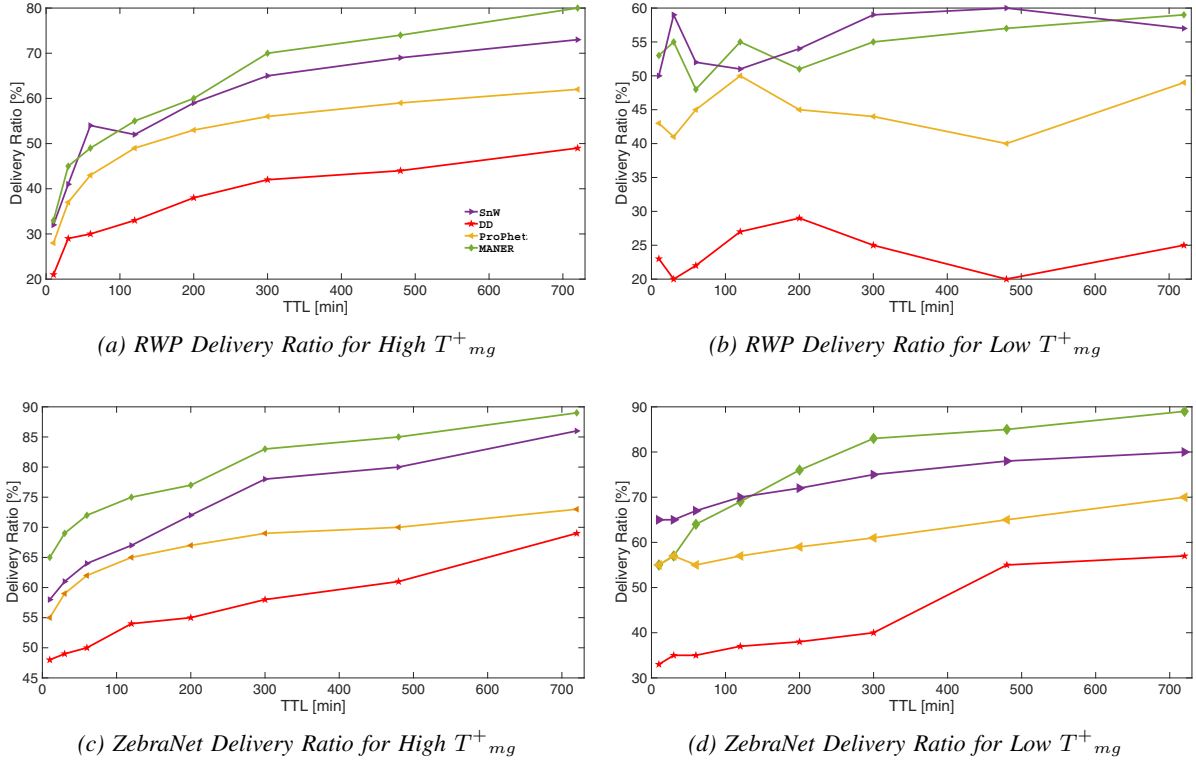 Delivery Ratio [%]
80
70
60
50
40
30
20
SnW
DD
ProPhet
MANER
0 100 200 300 400 500 600 700
TTL [min]
(a) RWP Delivery Ratio for High T+mg
Delivery Ratio [%]
60
55
50
45
40
35
30
25
20
0 100 200 300 400 500 600 700
TTL [min]
(b) RWP Delivery Ratio for Low T+mg
Delivery Ratio [%]
90
85
80
75
70
65
60
55
50
45
0 100 200 300 400 500 600 700
TTL [min]
(c) ZebraNet Delivery Ratio for High T+mg
Delivery Ratio [%]
90
80
70
60
50
40
30
0 100 200 300 400 500 600 700
TTL [min]
(d) ZebraNet Delivery Ratio for Low T+mg